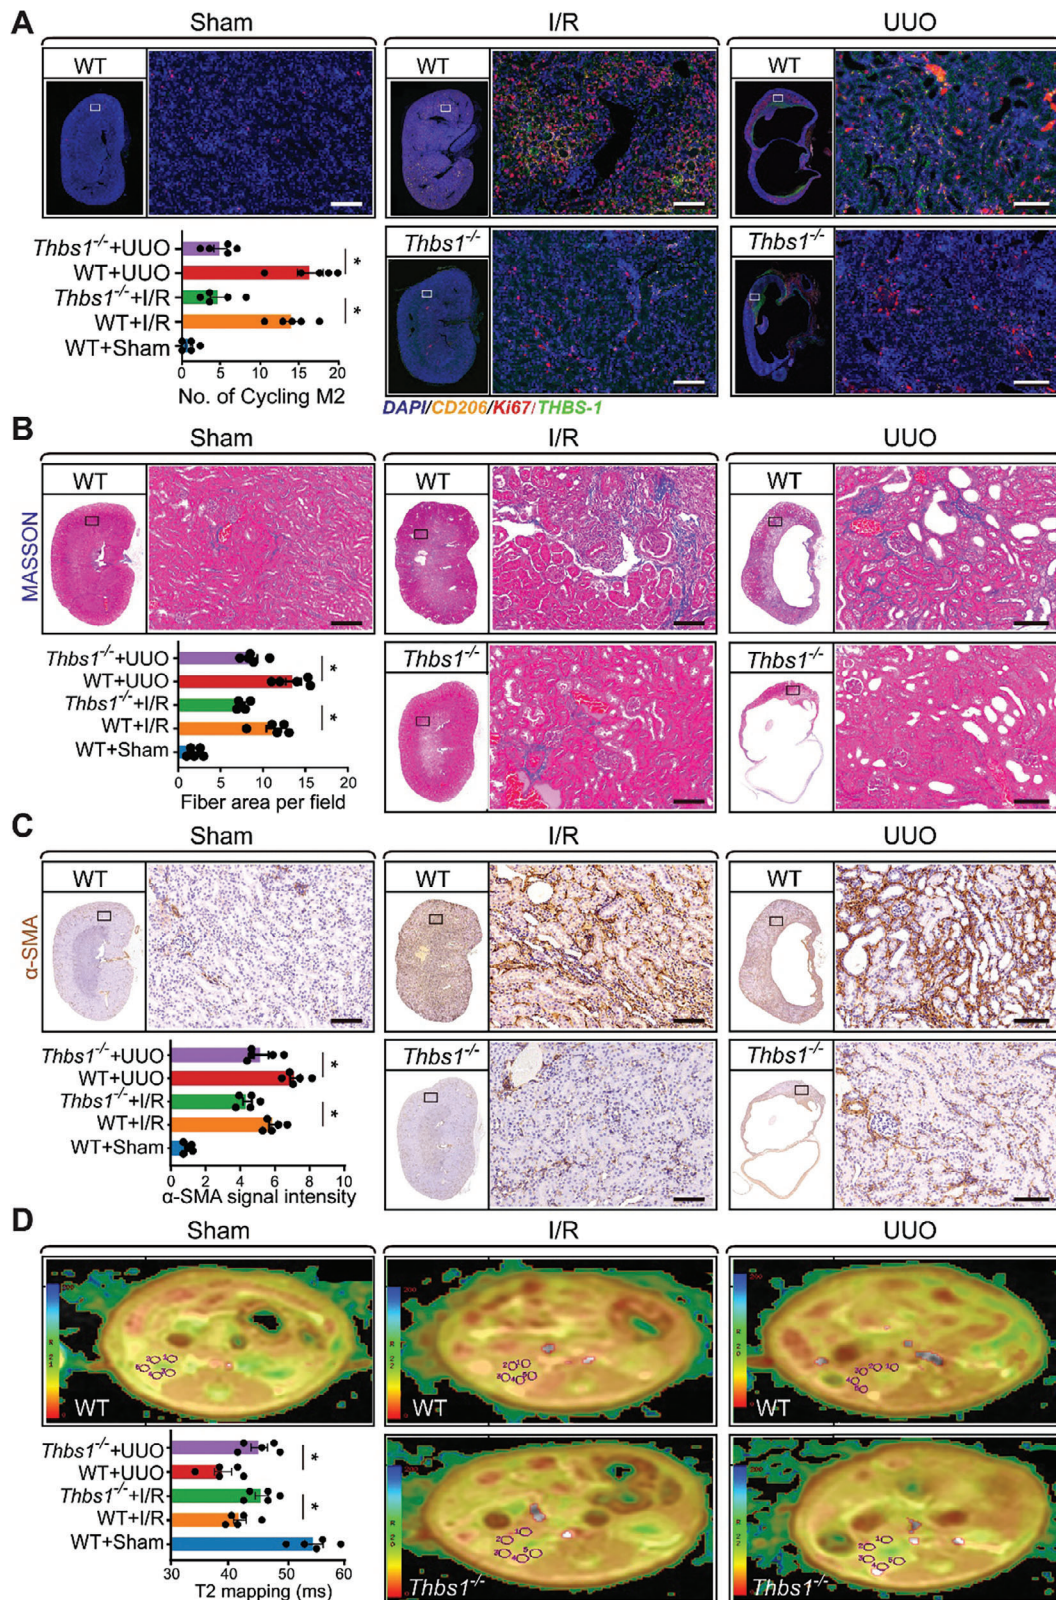 A
Sham
I/R
UUO
WT
WT
WT
Thbs1-/-+UUO
WT+UUO
Thbs1-/-+I/R
WT+I/R
WT+Sham
*
*
0 5 10 15 20
No. of Cycling M2
Thbs1-/-
Thbs1-/-
DAPI/CD206/Ki67/THBS-1
B
Sham
I/R
UUO
MASSON
WT
WT
WT
Thbs1-/-+UUO
WT+UUO
Thbs1-/-+I/R
WT+I/R
WT+Sham
*
*
0 5 10 15 20
Fiber area per field
Thbs1-/-
Thbs1-/-
C
Sham
I/R
UUO
α-SMA
WT
WT
WT
Thbs1-/-+UUO
WT+UUO
Thbs1-/-+I/R
WT+I/R
WT+Sham
*
*
0 2 4 6 8 10
α-SMA signal intensity
Thbs1-/-
Thbs1-/-
D
Sham
I/R
UUO
WT
WT
WT
Thbs1-/-+UUO
WT+UUO
Thbs1-/-+I/R
WT+I/R
WT+Sham
*
*
30 40 50 60
T2 mapping (ms)
Thbs1-/-
Thbs1-/-